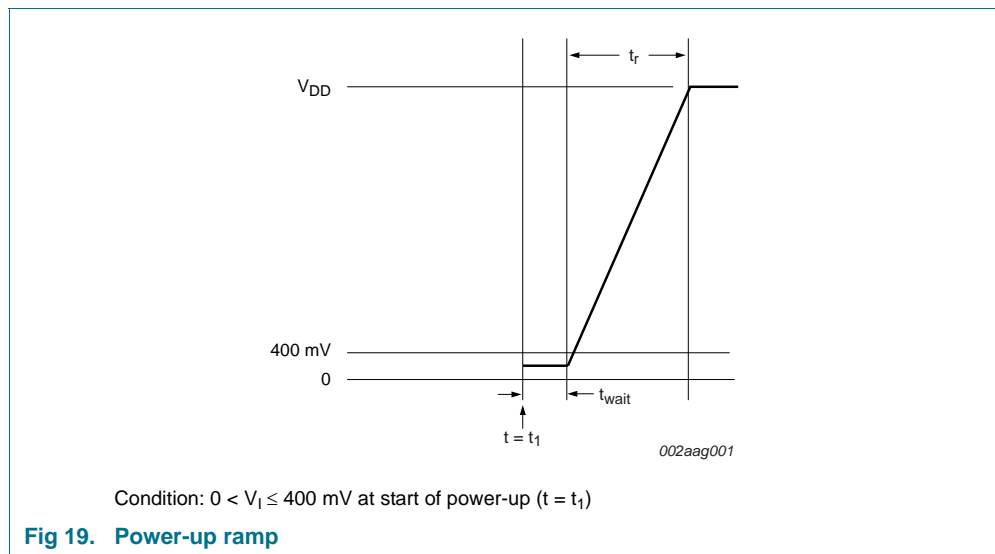 tr
VDD
400 mV
0
twait
t = t1
002aag001
Condition: 0 < VI ≤ 400 mV at start of power-up (t = t1)
Fig 19. Power-up ramp